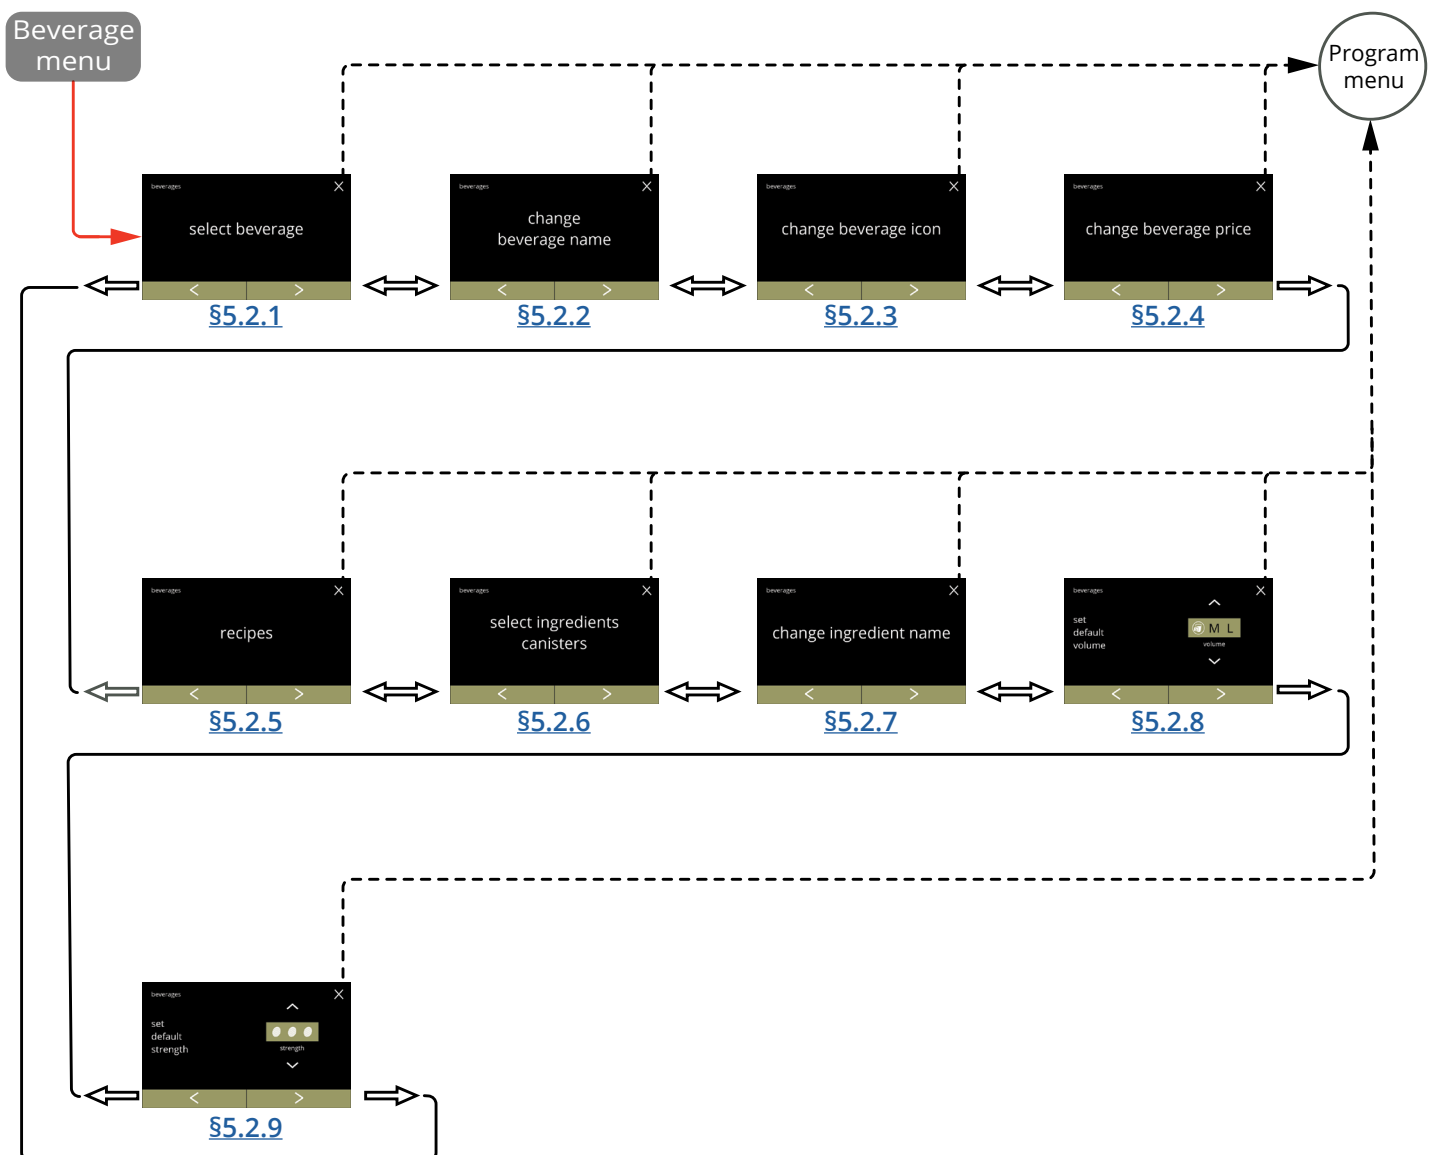 Beverage
menu
Program
menu
beverages
X
select beverage
< >
§5.2.1
beverages
X
change
beverage name
< >
§5.2.2
beverages
X
change beverage icon
< >
§5.2.3
beverages
X
change beverage price
< >
§5.2.4
beverages
X
recipes
< >
§5.2.5
beverages
X
select ingredients
canisters
< >
§5.2.6
beverages
X
change ingredient name
< >
§5.2.7
beverages
X
set
default
volume
M L
volume
< >
§5.2.8
beverages
X
set
default
strength
strength
< >
§5.2.9